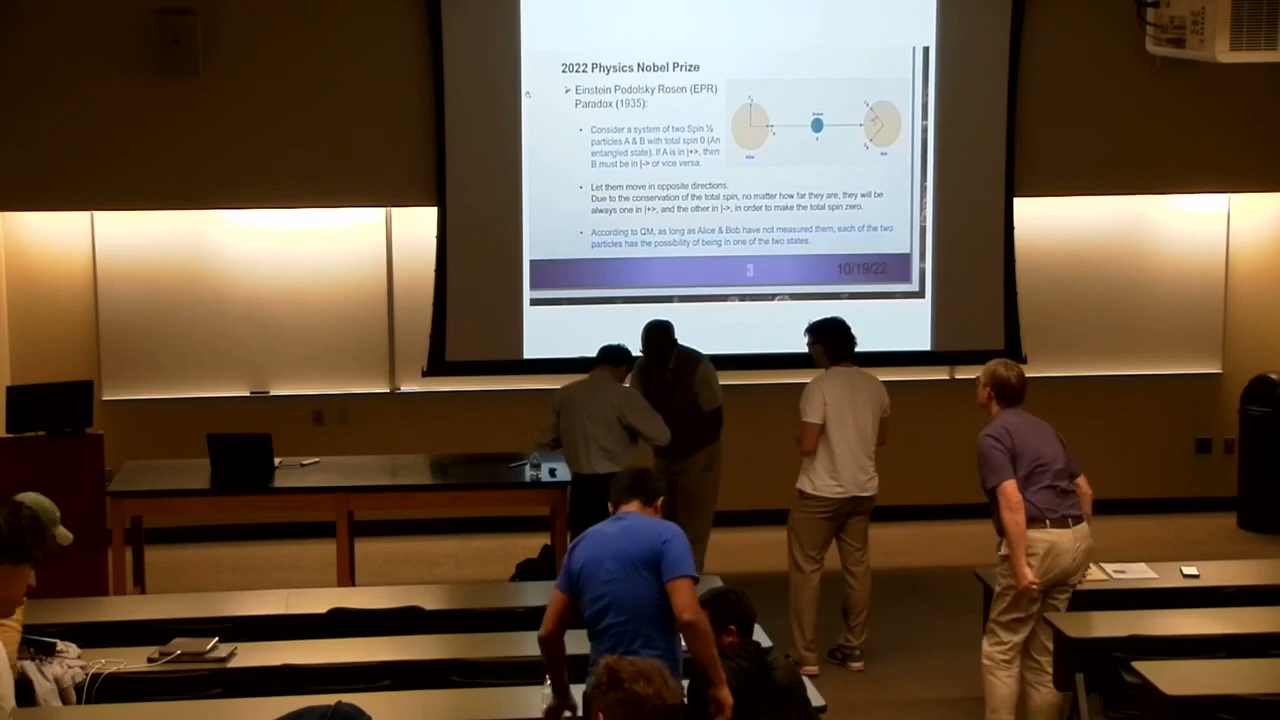 2022 Physics Nobel Prize
➢ Einstein Podolsky Rosen (EPR)
Paradox (1935):
• Consider a system of two Spin ½
particles A & B with total spin 0 (An
entangled state). If A is in |+>, then
B must be in |-> or vice versa.
• Let them move in opposite directions.
Due to the conservation of the total spin, no matter how far they are, they will be
always one in |+>, and the other in |->, in order to make the total spin zero.
• According to QM, as long as Alice & Bob have not measured them, each of the two
particles has the possibility of being in one of the two states.
3
10/19/22